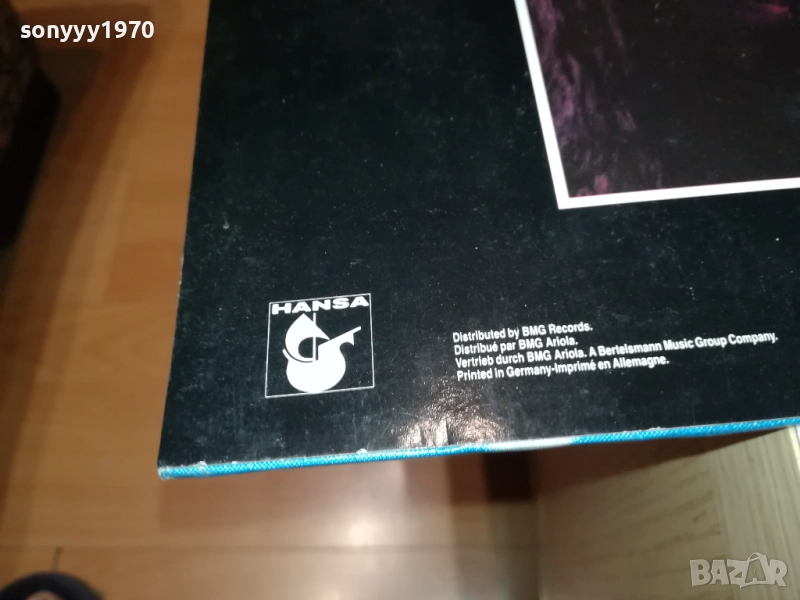 sonyyy1970
HANSA
Distributed by BMG Records.
Distribué par BMG Ariola.
Vertrieb durch BMG Ariola. A Bertelsmann Music Group Company.
Printed in Germany-Imprimé en Allemagne.
BAZAR